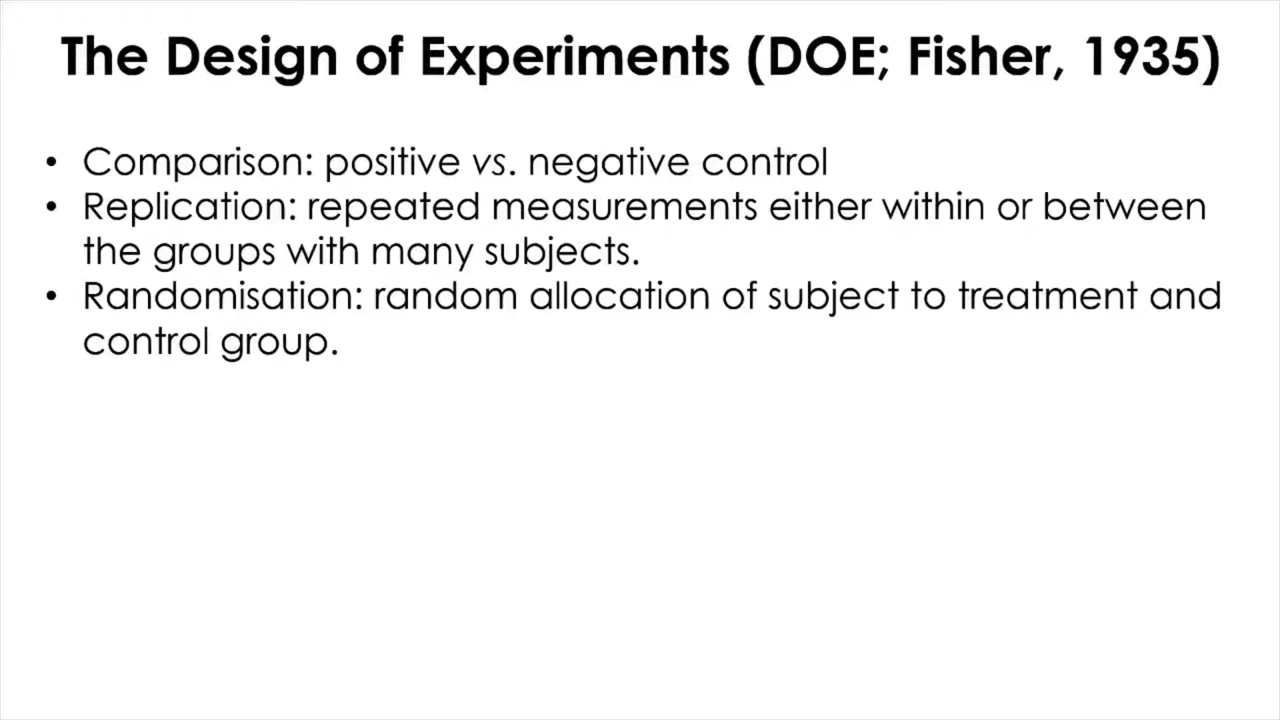 The Design of Experiments (DOE; Fisher, 1935)
• Comparison: positive vs. negative control
• Replication: repeated measurements either within or between
the groups with many subjects.
• Randomisation: random allocation of subject to treatment and
control group.